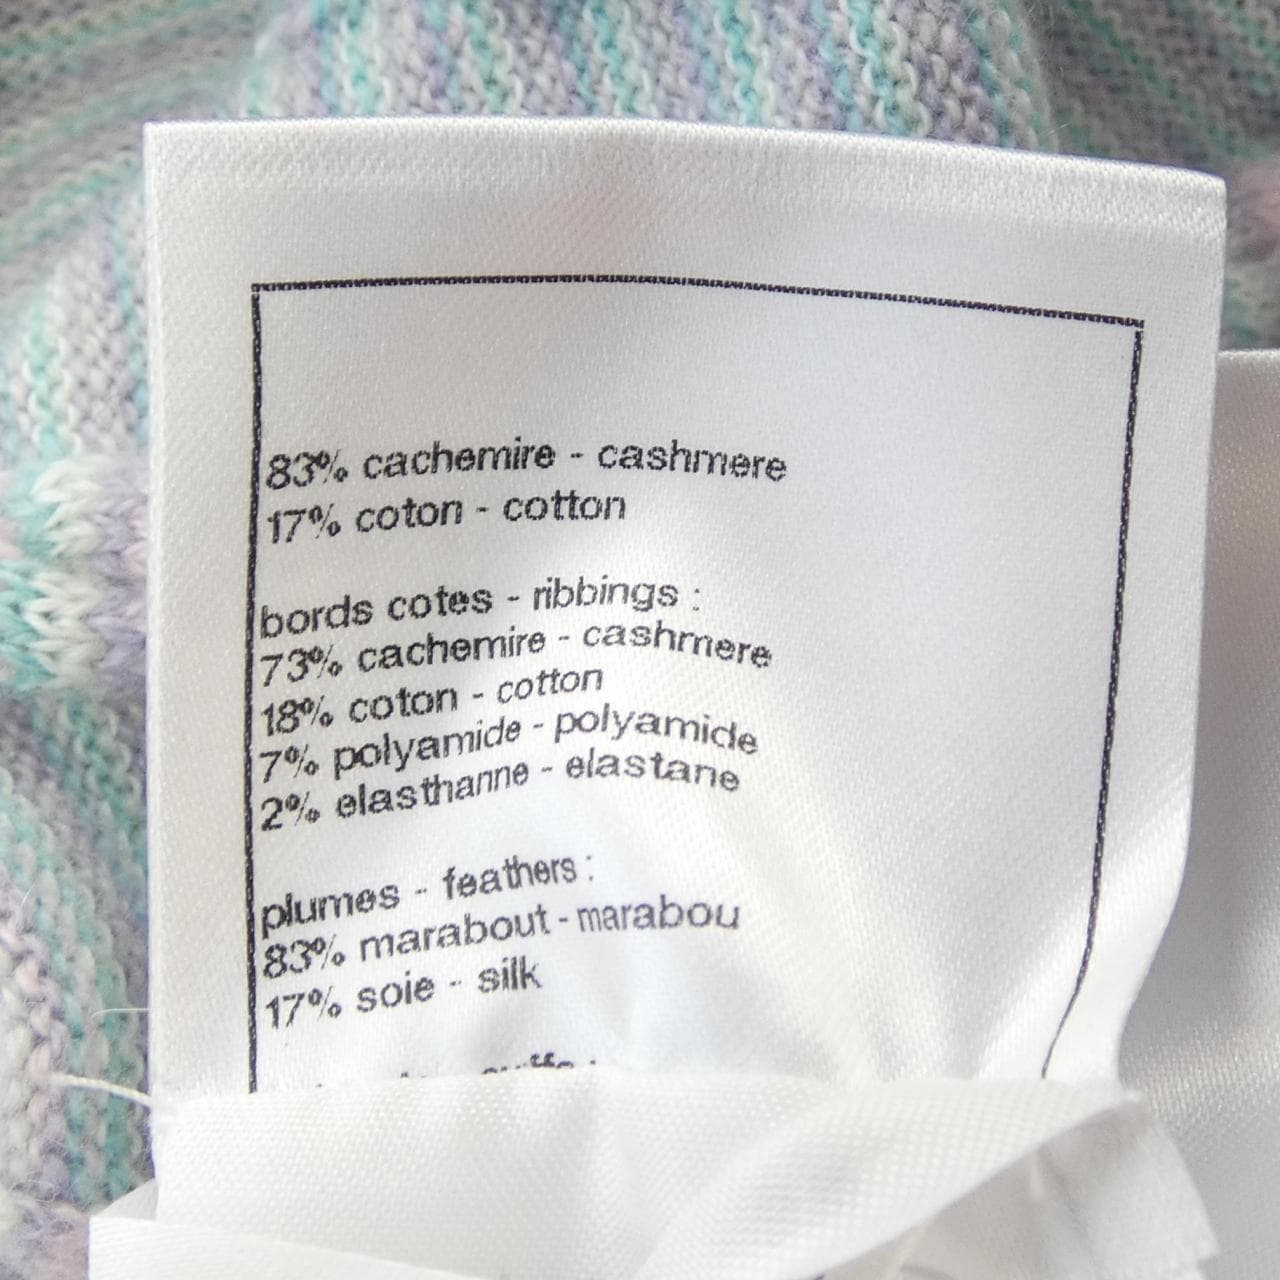 83% cachemire - cashmere
17% coton - cotton
bords cotes - ribbings :
73% cachemire - cashmere
18% coton - cotton
7% polyamide - polyamide
2% elasthanne - elastane
plumes - feathers :
83% marabout - marabou
17% soie - silk